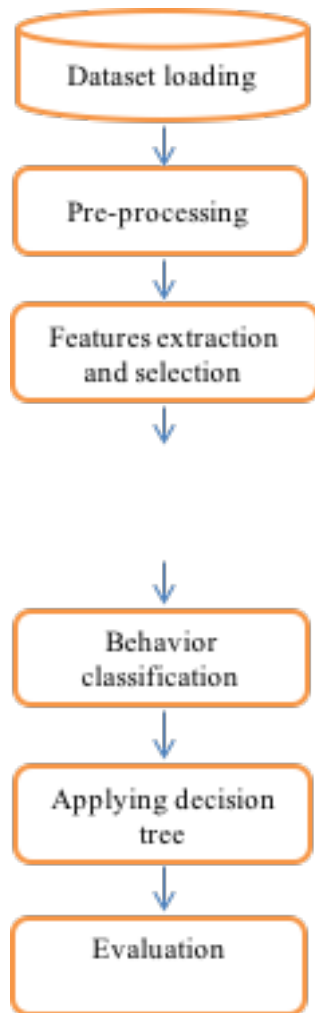 Dataset loading
Pre-processing
Features extraction
and selection
Behavior
classification
Applying decision
tree
Evaluation